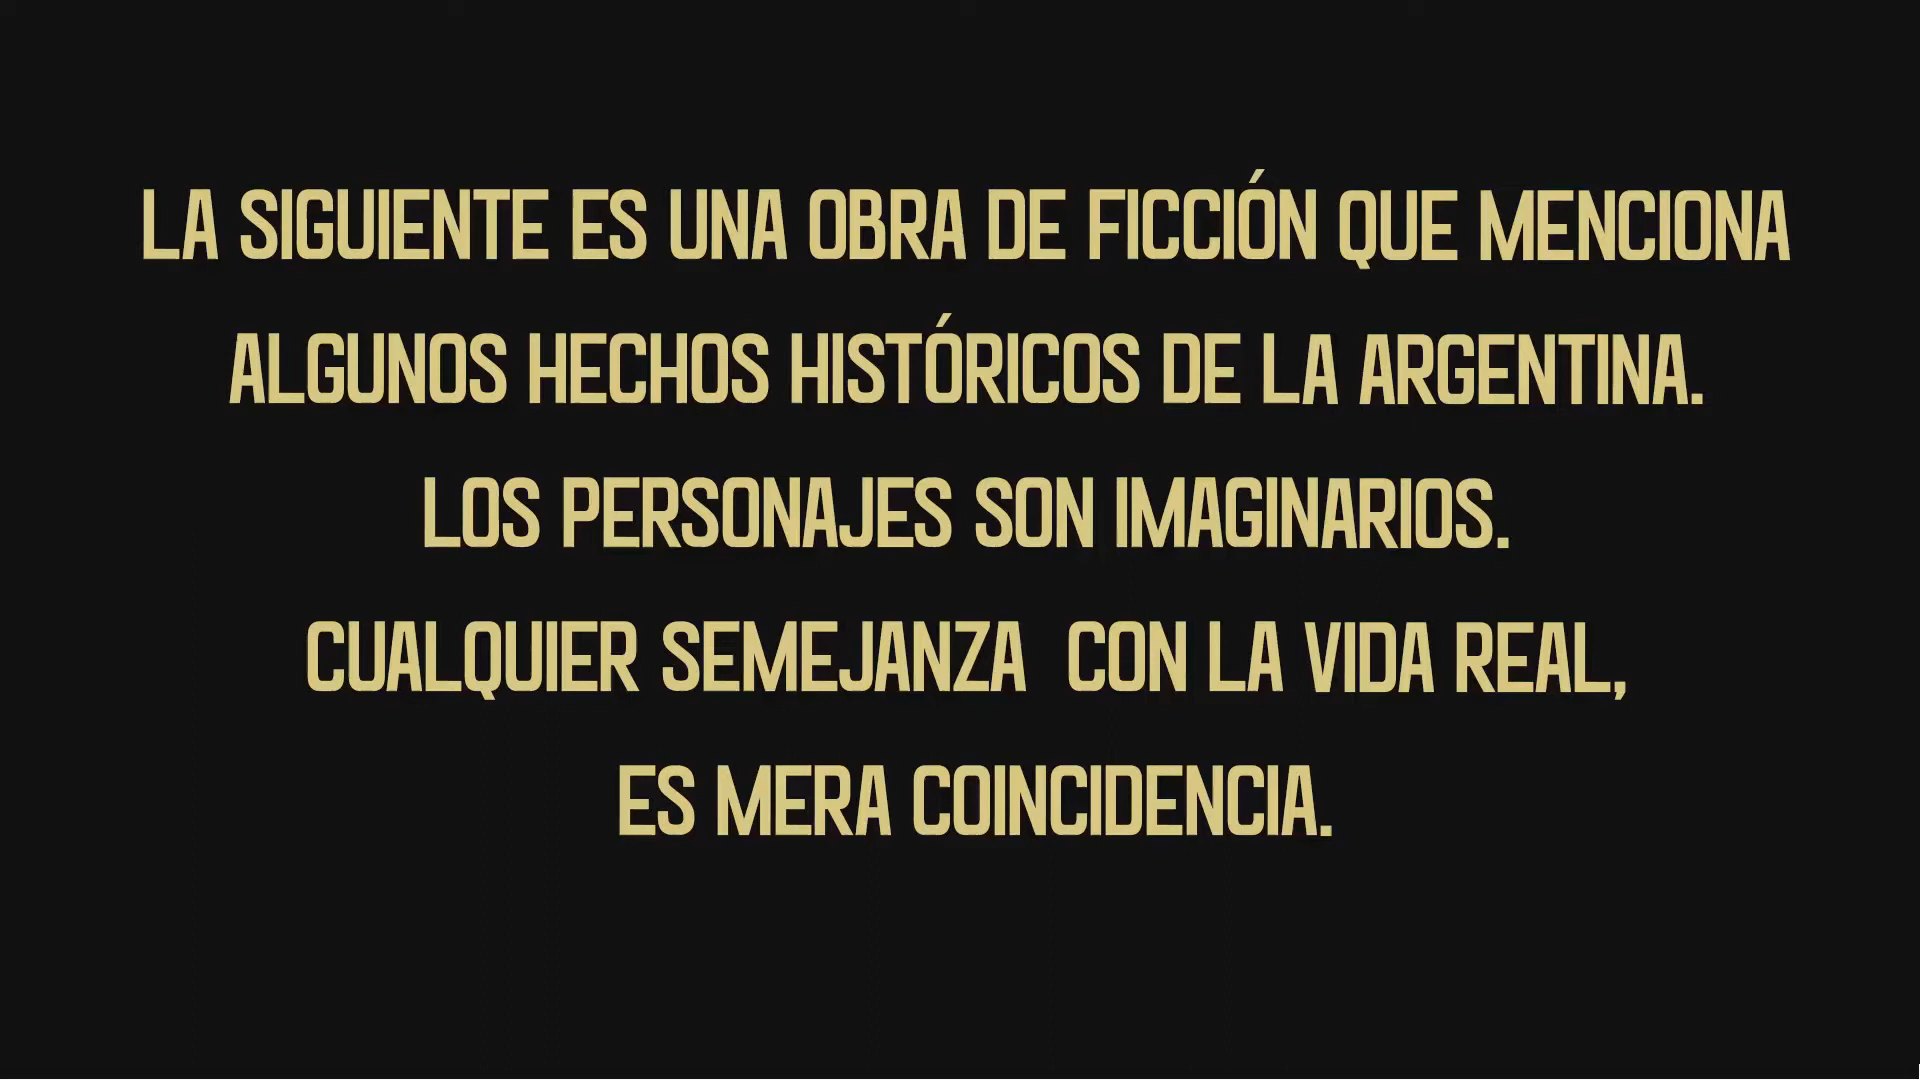 LA SIGUIENTE ES UNA OBRA DE FICCIÓN QUE MENCIONA
ALGUNOS HECHOS HISTÓRICOS DE LA ARGENTINA.
LOS PERSONAJES SON IMAGINARIOS.
CUALQUIER SEMEJANZA  CON LA VIDA REAL,
ES MERA COINCIDENCIA.